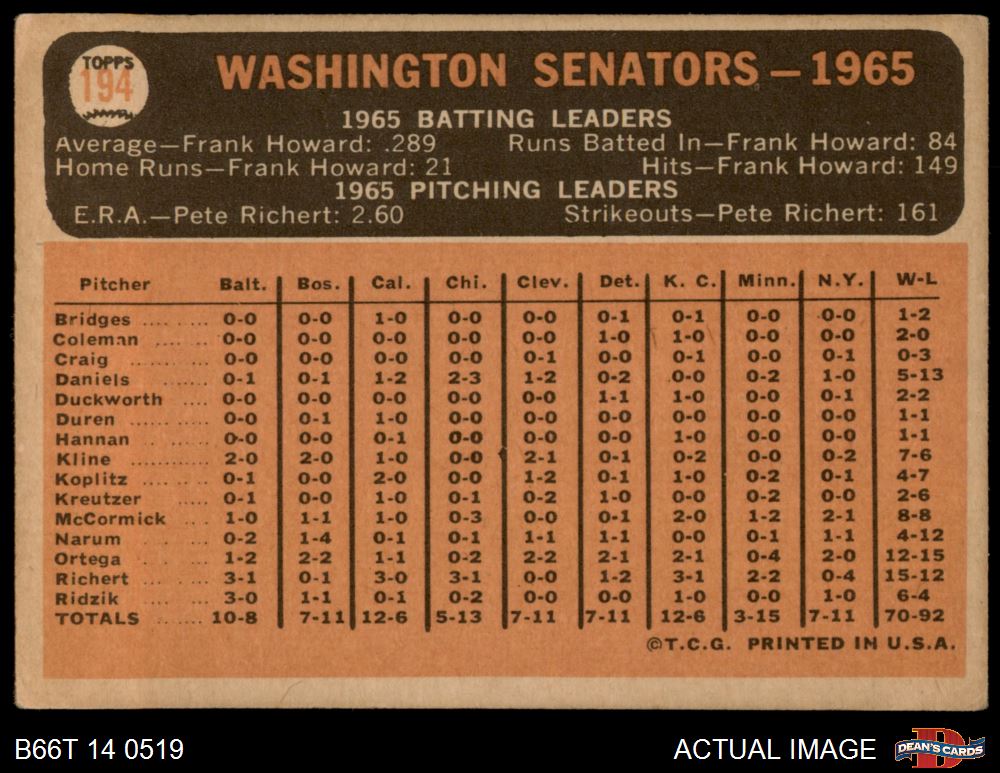 TOPPS
194
WASHINGTON SENATORS — 1965
1965 BATTING LEADERS
Average—Frank Howard: .289 Runs Batted In—Frank Howard: 84
Home Runs—Frank Howard: 21 Hits—Frank Howard: 149
1965 PITCHING LEADERS
E.R.A.—Pete Richert: 2.60 Strikeouts—Pete Richert: 161
Pitcher Balt. Bos. Cal. Chi. Clev. Det. K. C. Minn. N.Y. W-L
Bridges .... ...... 0-0 0-0 1-0 0-0 0-0 0-1 0-1 0-0 0-0 1-2
Coleman ..... ..... 0-0 0-0 0-0 0-0 0-0 1-0 1-0 0-0 0-0 2-0
Craig .... ...... 0-0 0-0 0-0 0-0 0-1 0-0 0-1 0-0 0-1 0-3
Daniels ..... ...... 0-1 0-1 1-2 2-3 1-2 0-2 0-0 0-2 1-0 5-13
Duckworth .... 0-0 0-0 0-0 0-0 0-0 1-1 1-0 0-0 0-1 2-2
Duren .... ...... 0-0 0-1 1-0 0-0 0-0 0-0 0-0 0-0 0-0 1-1
Hannan .. ...... 0-0 0-0 0-1 0-0 0-0 0-0 1-0 0-0 0-0 1-1
Kline ........... 2-0 2-0 1-0 0-0 2-1 0-1 0-2 0-0 0-2 7-6
Koplitz .... ..... 0-1 0-0 2-0 0-0 1-2 0-1 1-0 0-2 0-1 4-7
Kreutzer .... .... 0-1 0-0 1-0 0-1 0-2 1-0 0-0 0-2 0-0 2-6
McCormick .. ... 1-0 1-1 1-0 0-3 0-0 0-1 2-0 1-2 2-1 8-8
Narum .... ..... 0-2 1-4 0-1 0-1 1-1 1-1 0-0 0-1 1-1 4-12
Ortega .... ..... 1-2 2-2 1-1 0-2 2-2 2-1 2-1 0-4 2-0 12-15
Richert .... ..... 3-1 0-1 3-0 3-1 0-0 1-2 3-1 2-2 0-4 15-12
Ridzik .... ..... 3-0 1-1 0-1 0-2 0-0 0-0 1-0 0-0 1-0 6-4
TOTALS ....... 10-8 7-11 12-6 5-13 7-11 7-11 12-6 3-15 7-11 70-92
©T.C.G. PRINTED IN U.S.A.
B66T 14 0519 ACTUAL IMAGE
D
DEAN'S CARDS